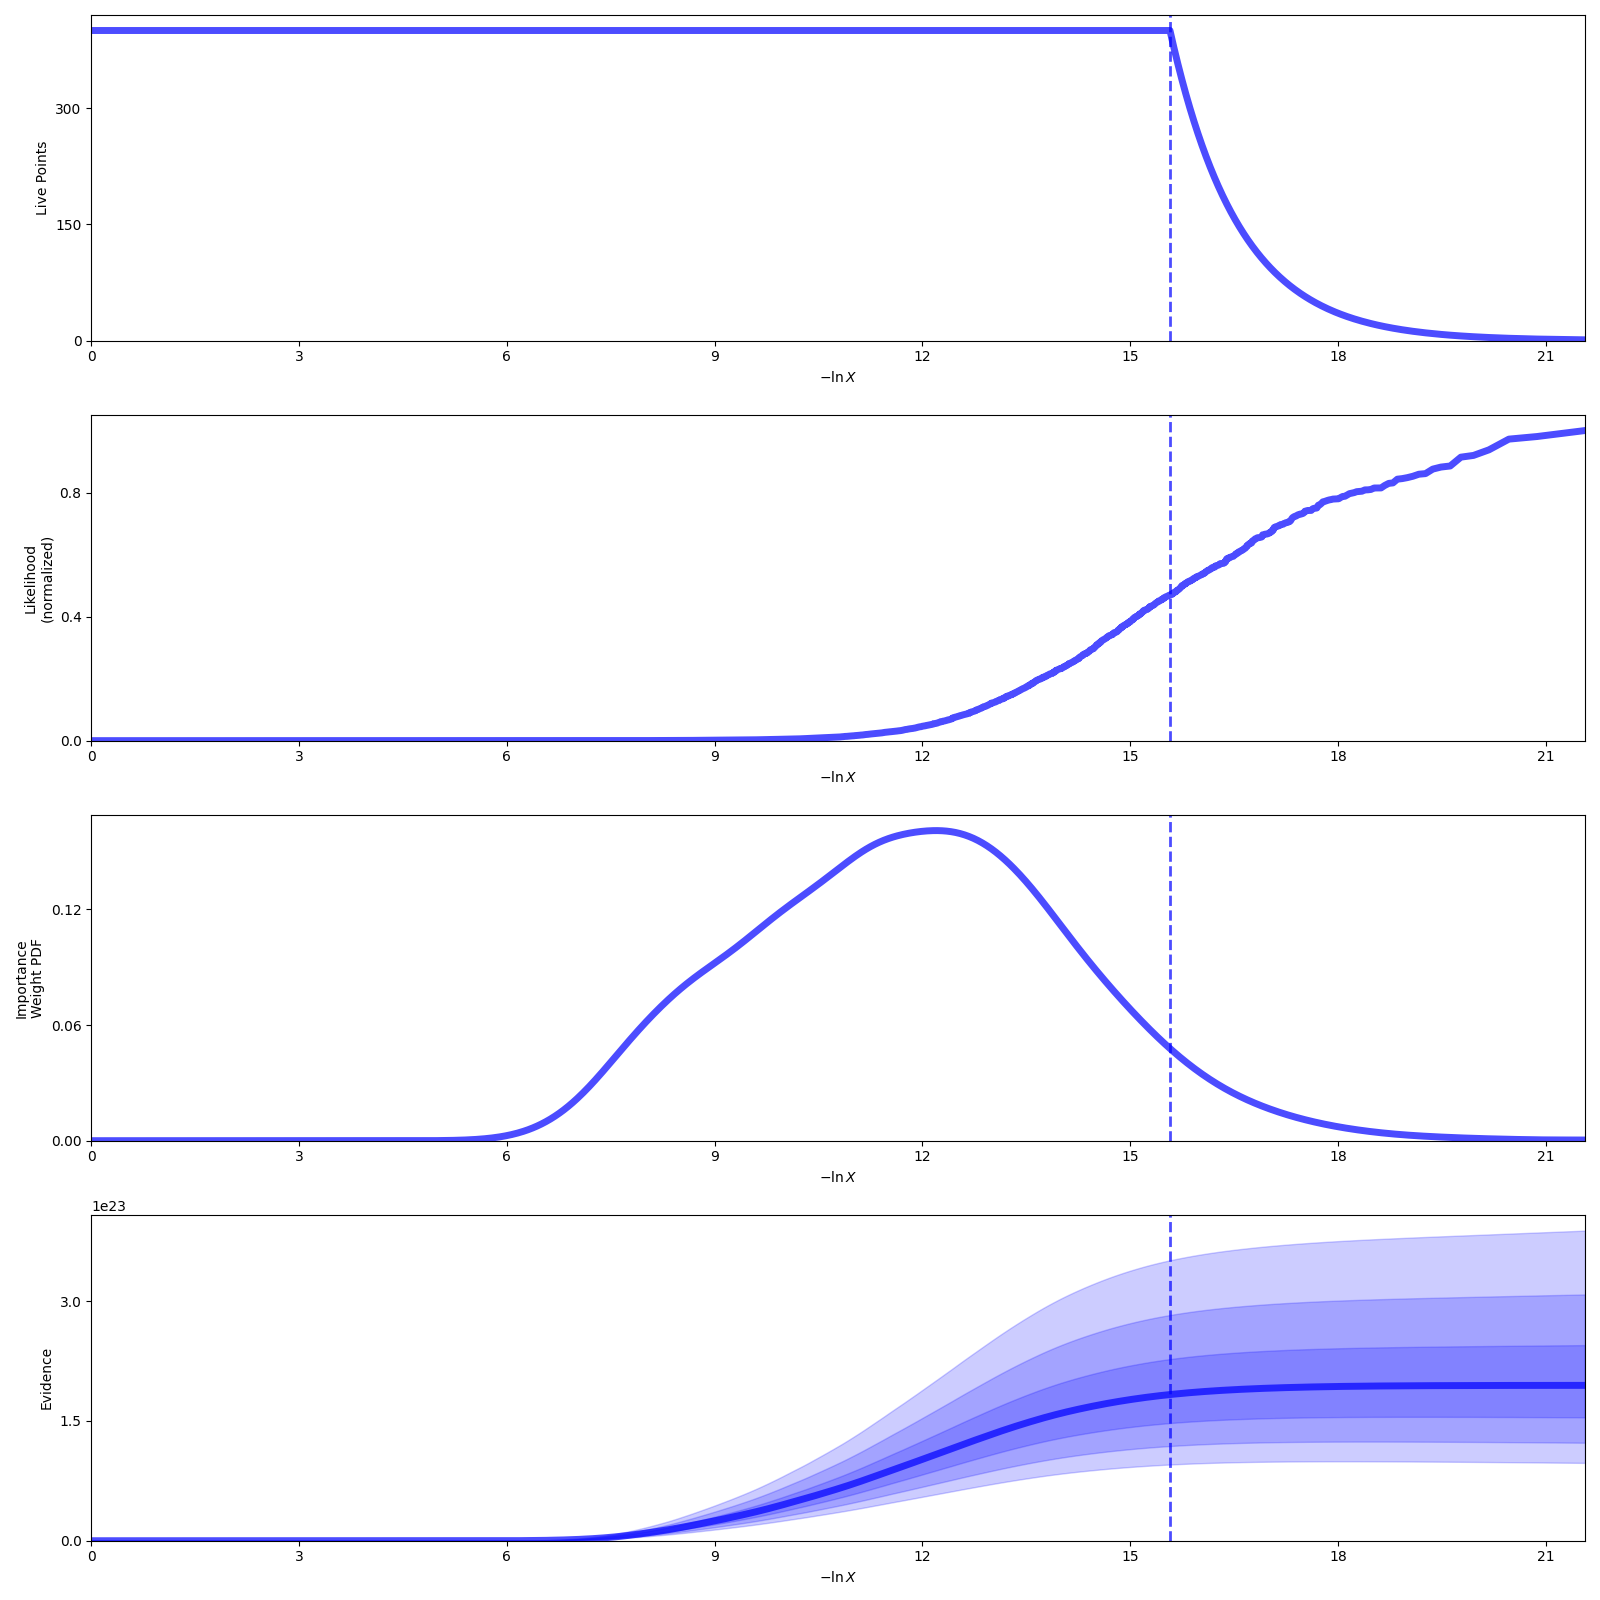 300
150
0
Live Points
0 3 6 9 12 15 18 21
−ln X
0.8
0.4
0.0
Likelihood
(normalized)
0 3 6 9 12 15 18 21
−ln X
0.12
0.06
0.00
Importance
Weight PDF
0 3 6 9 12 15 18 21
−ln X
1e23
3.0
1.5
0.0
Evidence
0 3 6 9 12 15 18 21
−ln X